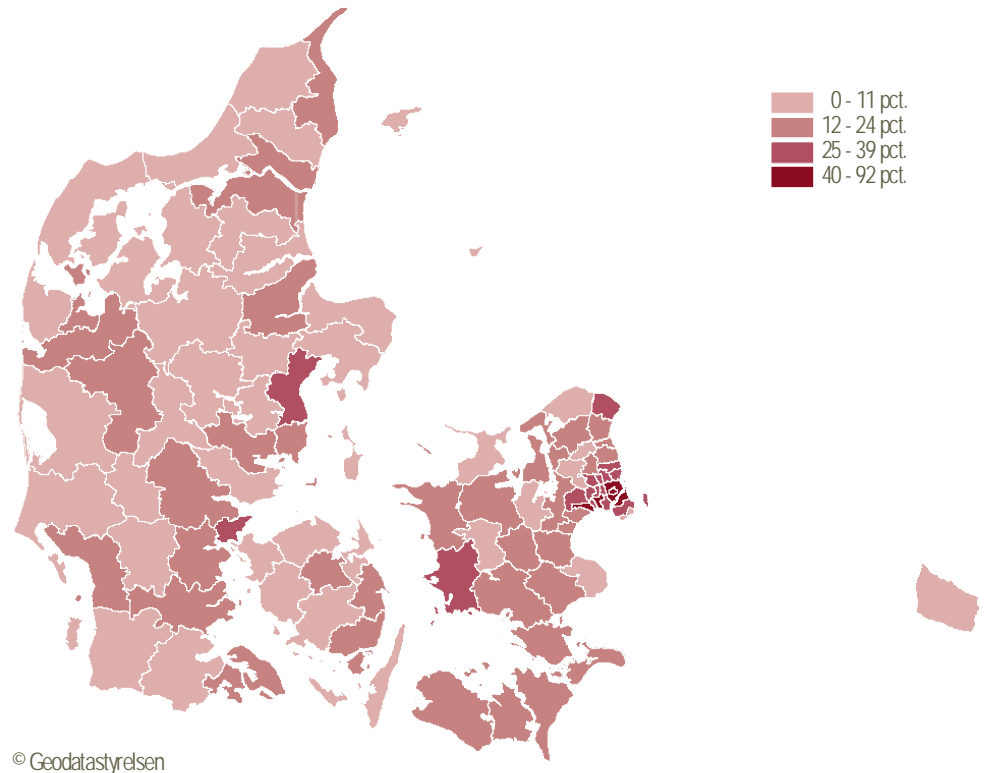 0 - 11 pct.
12 - 24 pct.
25 - 39 pct.
40 - 92 pct.
© Geodatastyrelsen